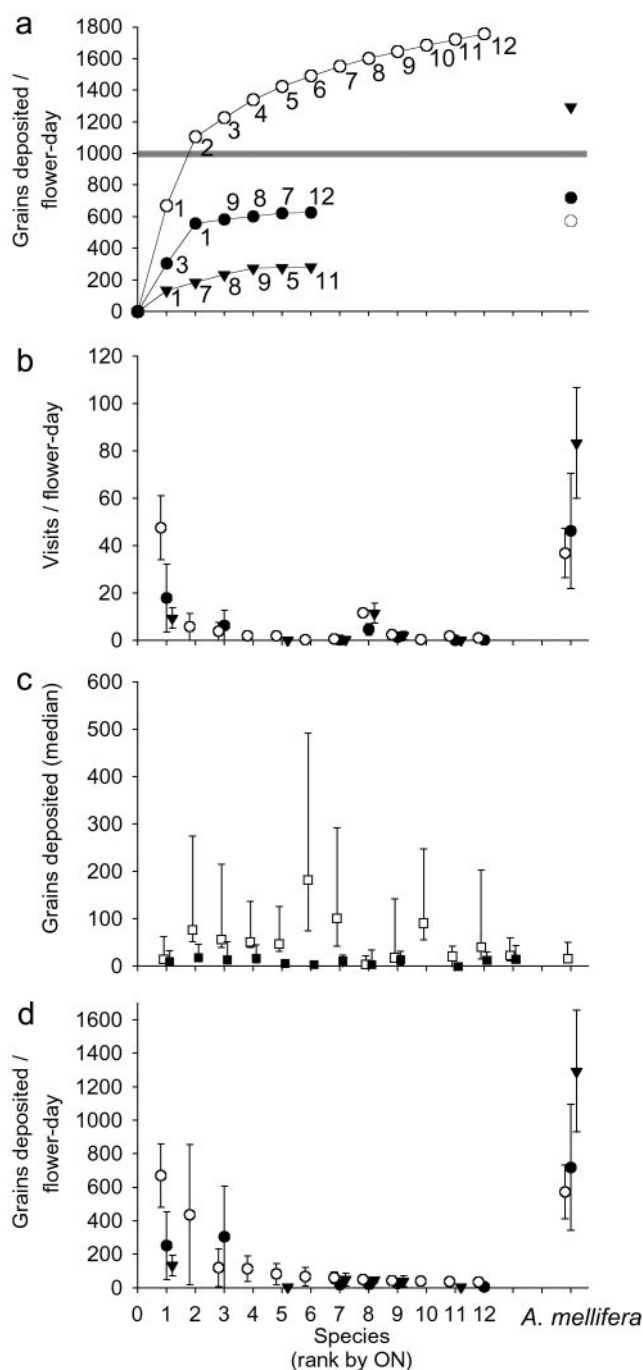 a
Grains deposited /
flower-day
1800
1600
1400
1200
1000
800
600
400
200
0
1 2 3 4 5 6 7 8 9 10 11 12
3 1 9 8 7 12
1 7 8 9 5 11
b
Visits / flower-day
120
100
80
60
40
20
0
c
Grains deposited (median)
600
500
400
300
200
100
0
d
Grains deposited /
flower-day
1600
1400
1200
1000
800
600
400
200
0
0 1 2 3 4 5 6 7 8 9 10 11 12 A. mellifera
Species
(rank by ON)